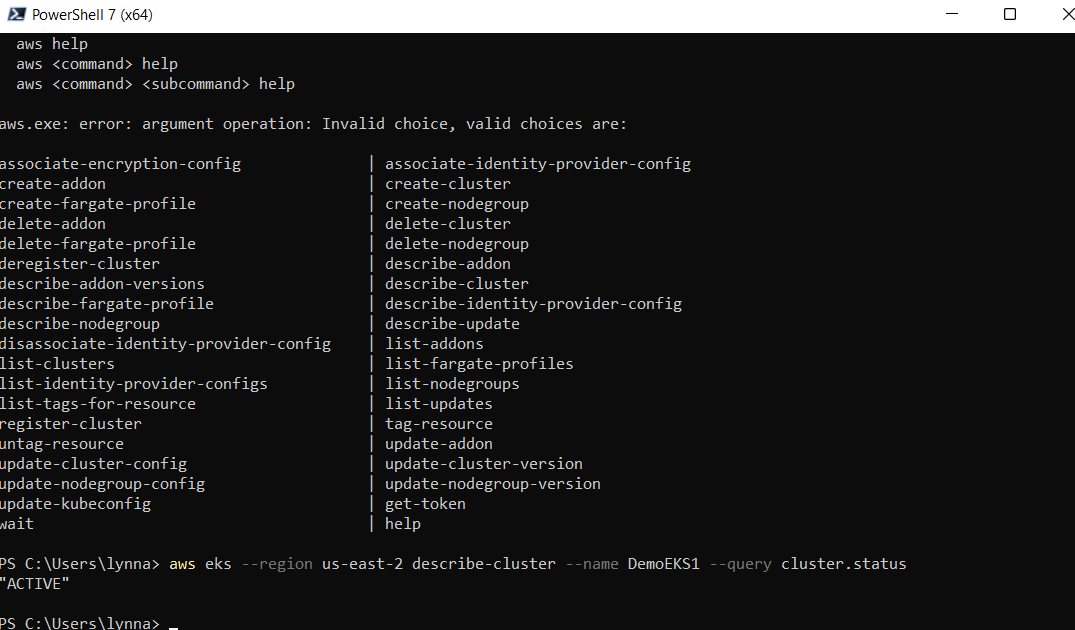 PowerShell 7 (x64)
aws help
aws <command> help
aws <command> <subcommand> help
aws.exe: error: argument operation: Invalid choice, valid choices are:
associate-encryption-config | associate-identity-provider-config
create-addon | create-cluster
create-fargate-profile | create-nodegroup
delete-addon | delete-cluster
delete-fargate-profile | delete-nodegroup
deregister-cluster | describe-addon
describe-addon-versions | describe-cluster
describe-fargate-profile | describe-identity-provider-config
describe-nodegroup | describe-update
disassociate-identity-provider-config | list-addons
list-clusters | list-fargate-profiles
list-identity-provider-configs | list-nodegroups
list-tags-for-resource | list-updates
register-cluster | tag-resource
untag-resource | update-addon
update-cluster-config | update-cluster-version
update-nodegroup-config | update-nodegroup-version
update-kubeconfig | get-token
wait | help
PS C:\Users\lynna> aws eks --region us-east-2 describe-cluster --name DemoEKS1 --query cluster.status
"ACTIVE"
PS C:\Users\lynna>